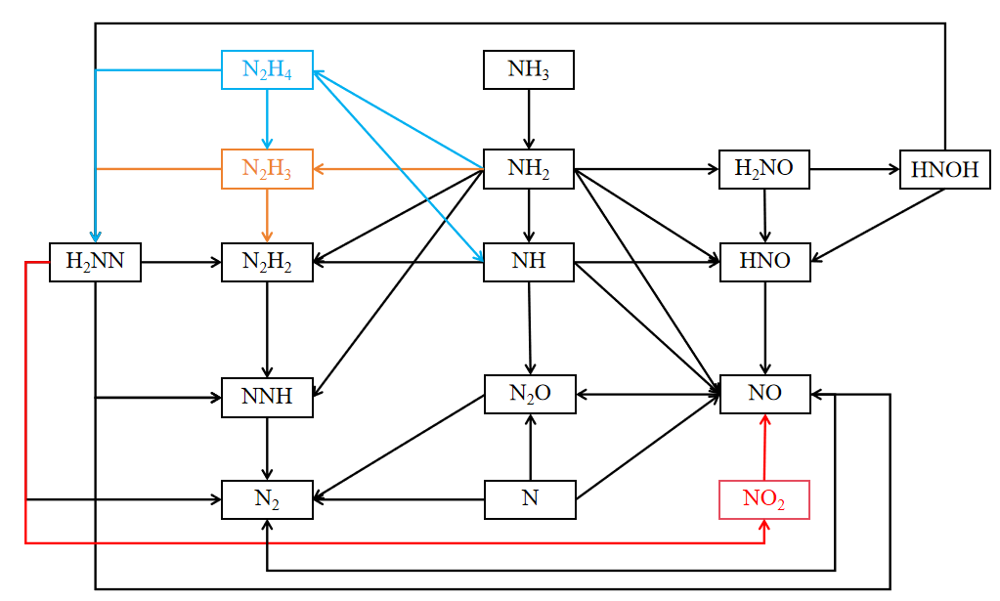 N₂H₄
NH₃
N₂H₃
NH₂
H₂NO
HNOH
H₂NN
N₂H₂
NH
HNO
NNH
N₂O
NO
N₂
N
NO₂